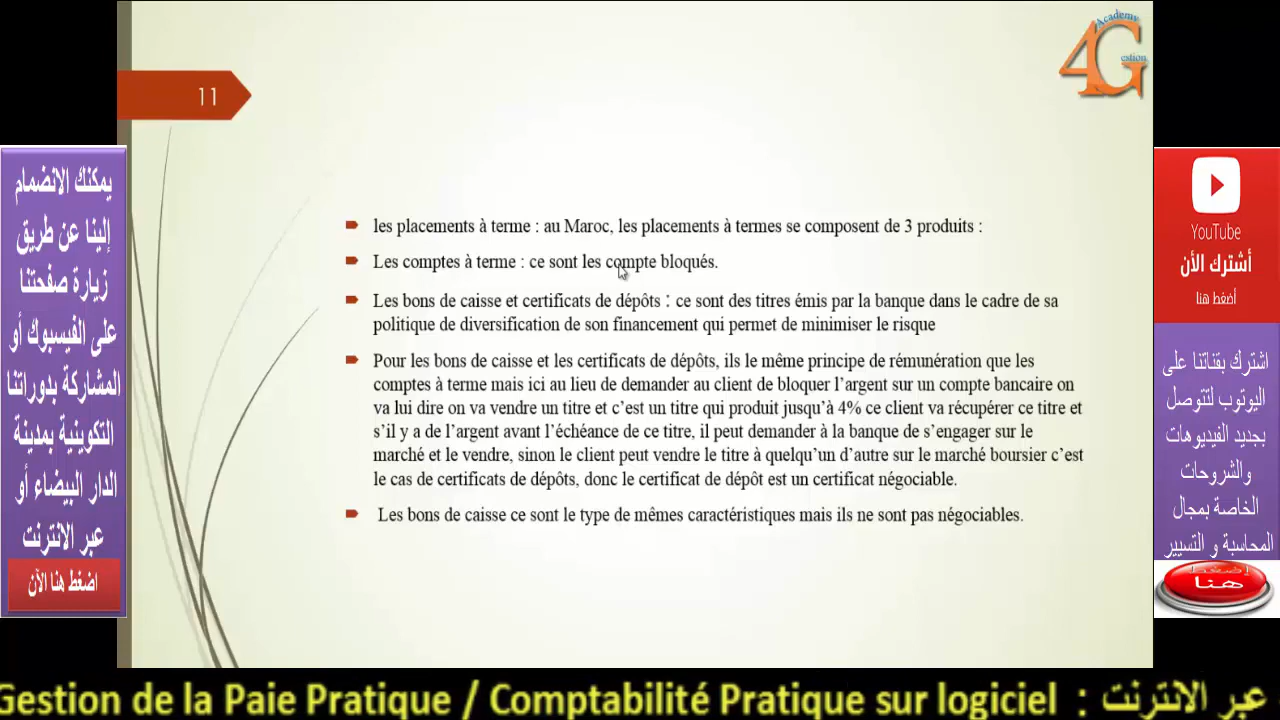 11
Academy
4G
estion
les placements à terme : au Maroc, les placements à termes se composent de 3 produits :
Les comptes à terme : ce sont les compte bloqués.
Les bons de caisse et certificats de dépôts : ce sont des titres émis par la banque dans le cadre de sa
politique de diversification de son financement qui permet de minimiser le risque
Pour les bons de caisse et les certificats de dépôts, ils le même principe de rémunération que les
comptes à terme mais ici au lieu de demander au client de bloquer l'argent sur un compte bancaire on
va lui dire on va vendre un titre et c'est un titre qui produit jusqu'à 4% ce client va récupérer ce titre et
s'il y a de l'argent avant l'échéance de ce titre, il peut demander à la banque de s'engager sur le
marché et le vendre, sinon le client peut vendre le titre à quelqu'un d'autre sur le marché boursier c'est
le cas de certificats de dépôts, donc le certificat de dépôt est un certificat négociable.
Les bons de caisse ce sont le type de mêmes caractéristiques mais ils ne sont pas négociables.
يمكنك الانضمام
إلينا عن طريق
زيارة صفحتنا
على الفيسبوك أو
المشاركة بدوراتنا
التكوينية بمدينة
الدار البيضاء أو
عبر الانترنت
اضغط هنا الآن
YouTube
أشترك الأن
أضغط هنا
اشترك بقناتنا على
اليوتوب لتتوصل
بجديد الفيديوهات
والشروحات
الخاصة بمجال
المحاسبة و التسيير
إضغط
هنا
Gestion de la Paie Pratique / Comptabilité Pratique sur logiciel : عبر الانترنت